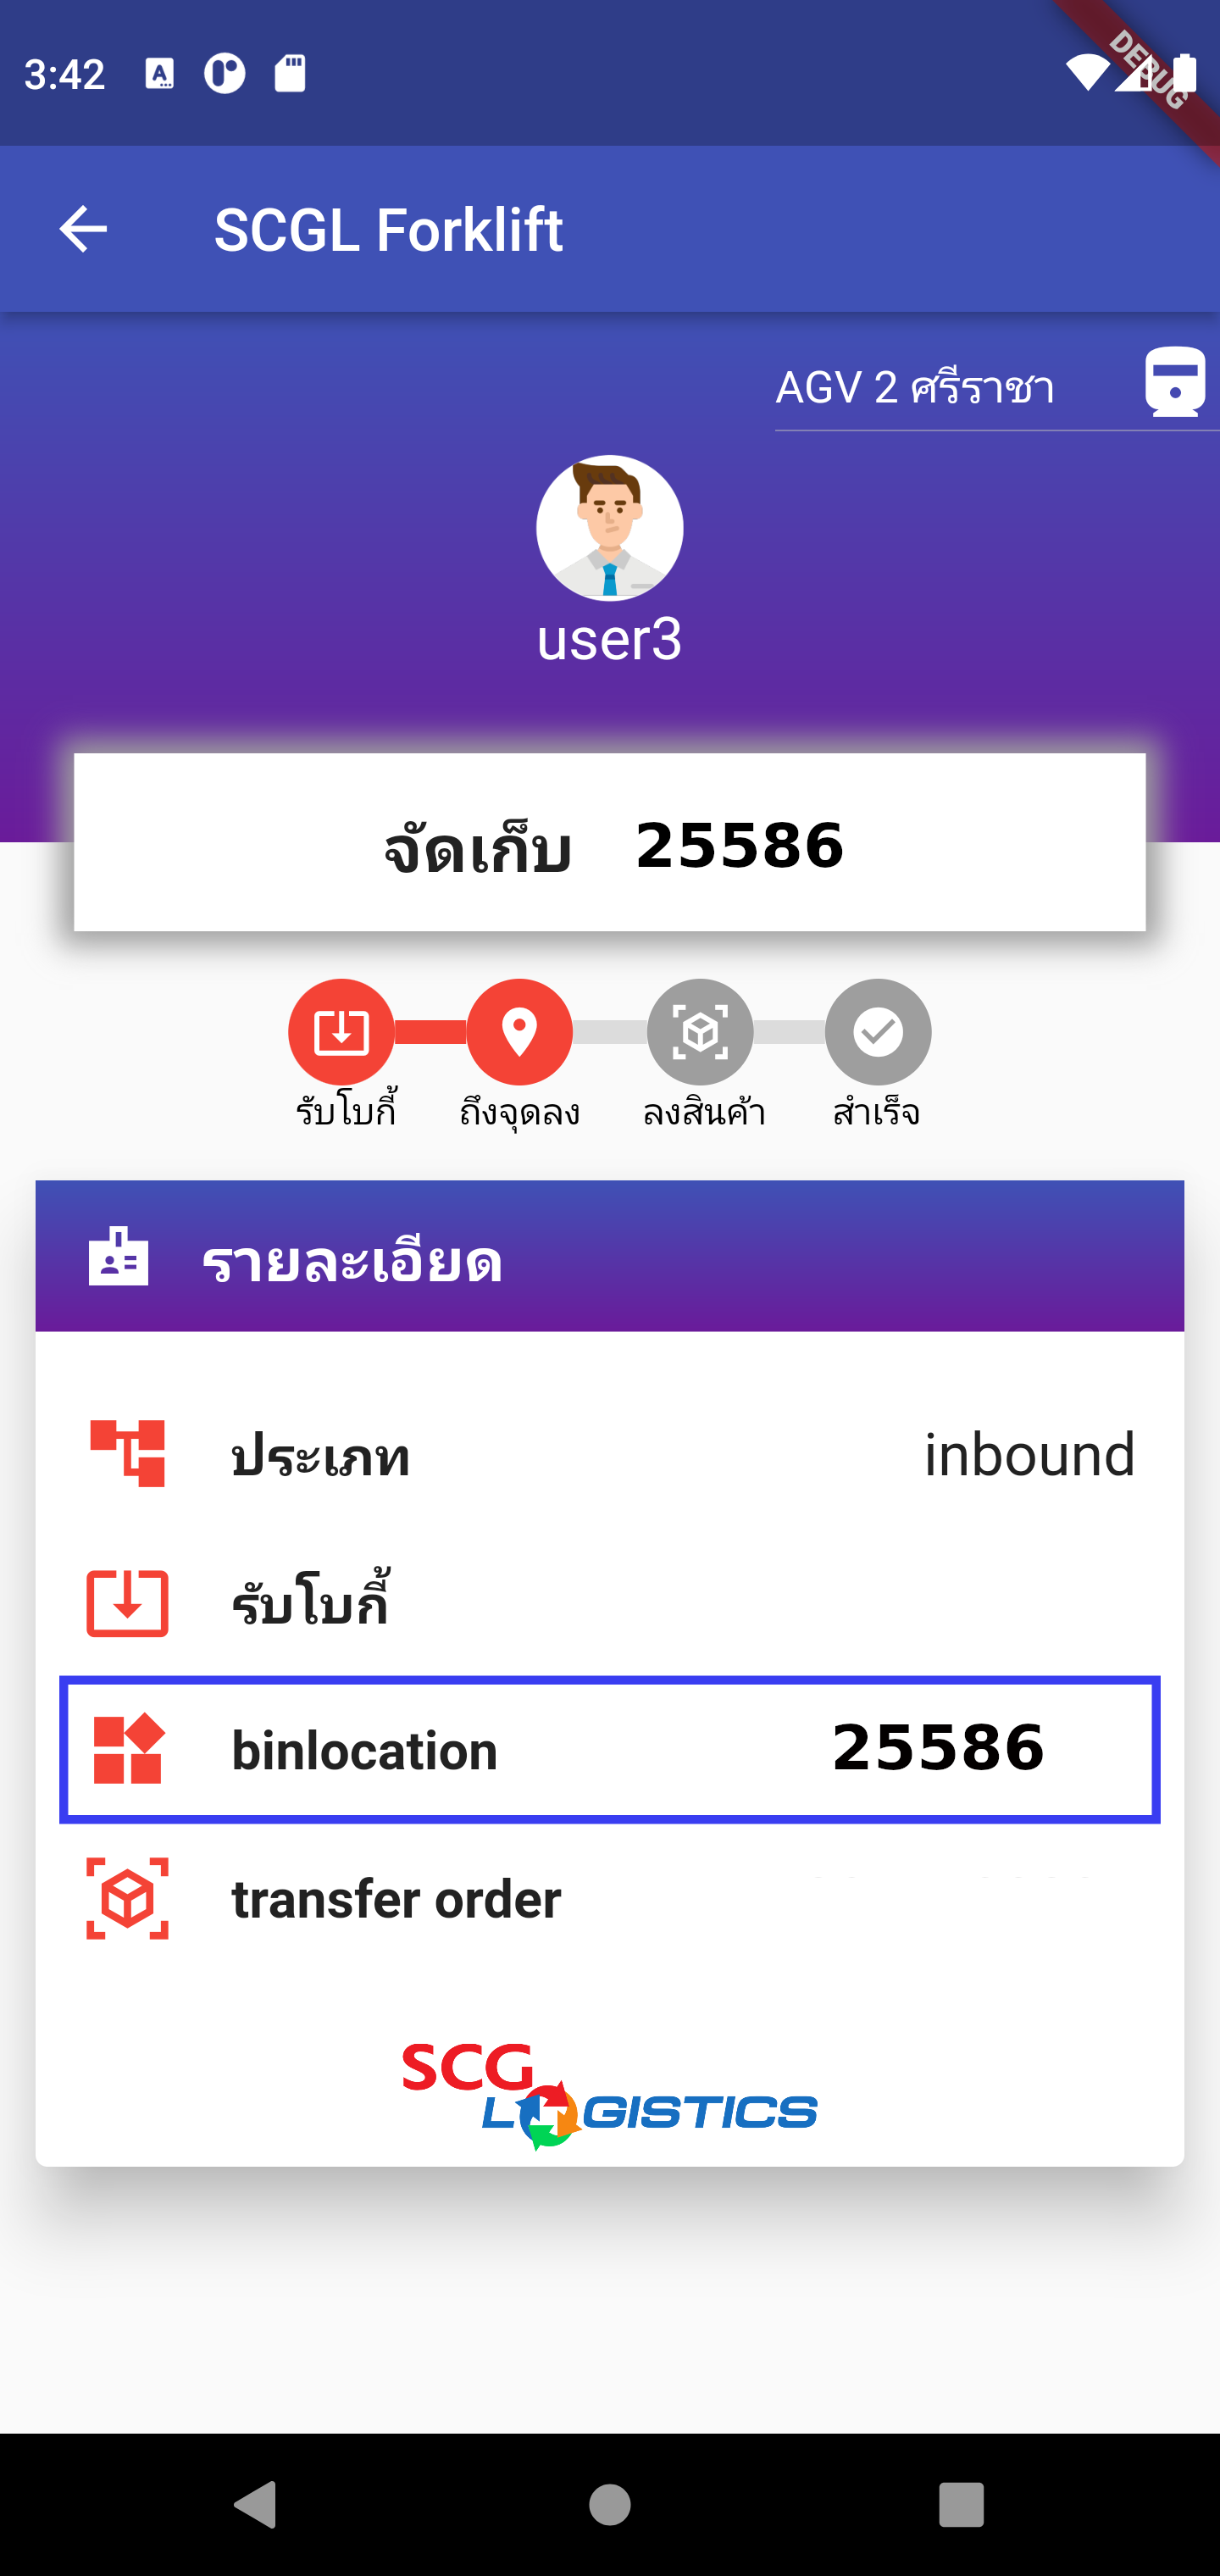 3:42
DEBUG
SCGL Forklift
AGV 2 ศรีราชา
user3
จัดเก็บ 25586
รับโบกี้ ถึงจุดลง ลงสินค้า สำเร็จ
รายละเอียด
ประเภท inbound
รับโบกี้
binlocation 25586
transfer order
SCG
LOGISTICS